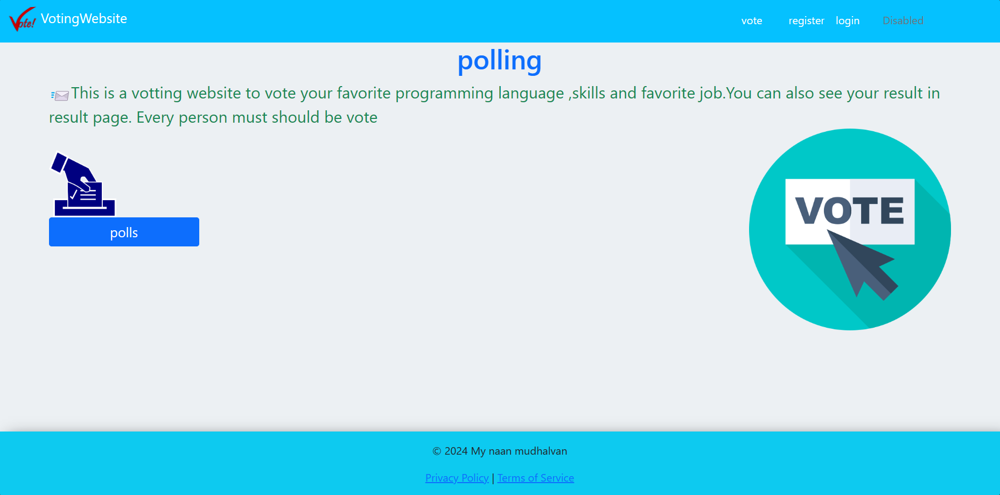 Vote! VotingWebsite
vote register login Disabled
polling
This is a votting website to vote your favorite programming language ,skills and favorite job.You can also see your result in
result page. Every person must should be vote
VOTE
polls
© 2024 My naan mudhalvan
Privacy Policy | Terms of Service